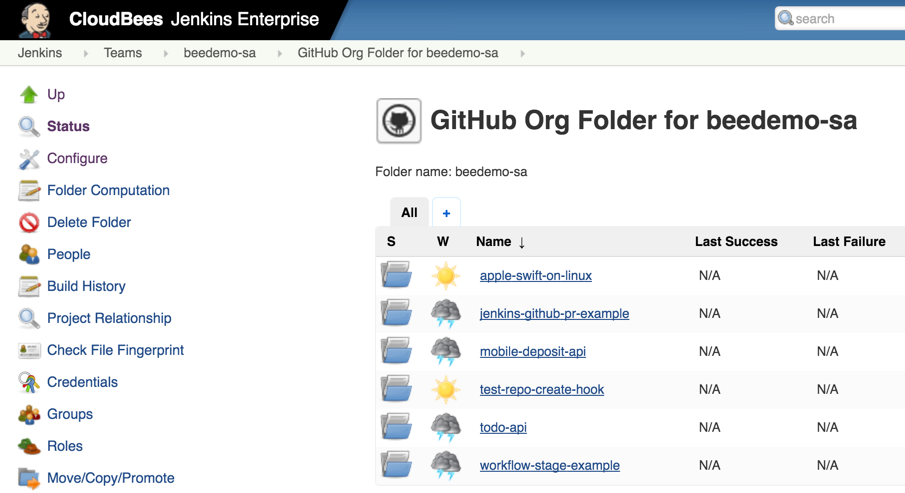 CloudBees Jenkins Enterprise
search
Jenkins Teams beedemo-sa GitHub Org Folder for beedemo-sa
Up
Status
Configure
Folder Computation
Delete Folder
People
Build History
Project Relationship
Check File Fingerprint
Credentials
Groups
Roles
Move/Copy/Promote
GitHub Org Folder for beedemo-sa
Folder name: beedemo-sa
All +
S W Name ↓ Last Success Last Failure
apple-swift-on-linux N/A N/A
jenkins-github-pr-example N/A N/A
mobile-deposit-api N/A N/A
test-repo-create-hook N/A N/A
todo-api N/A N/A
workflow-stage-example N/A N/A